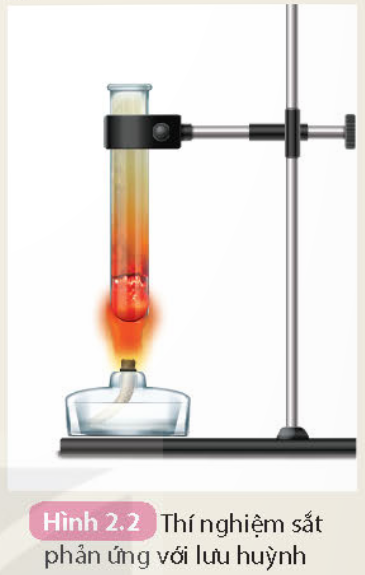 Hình 2.2 Thí nghiệm sắt
phản ứng với lưu huỳnh